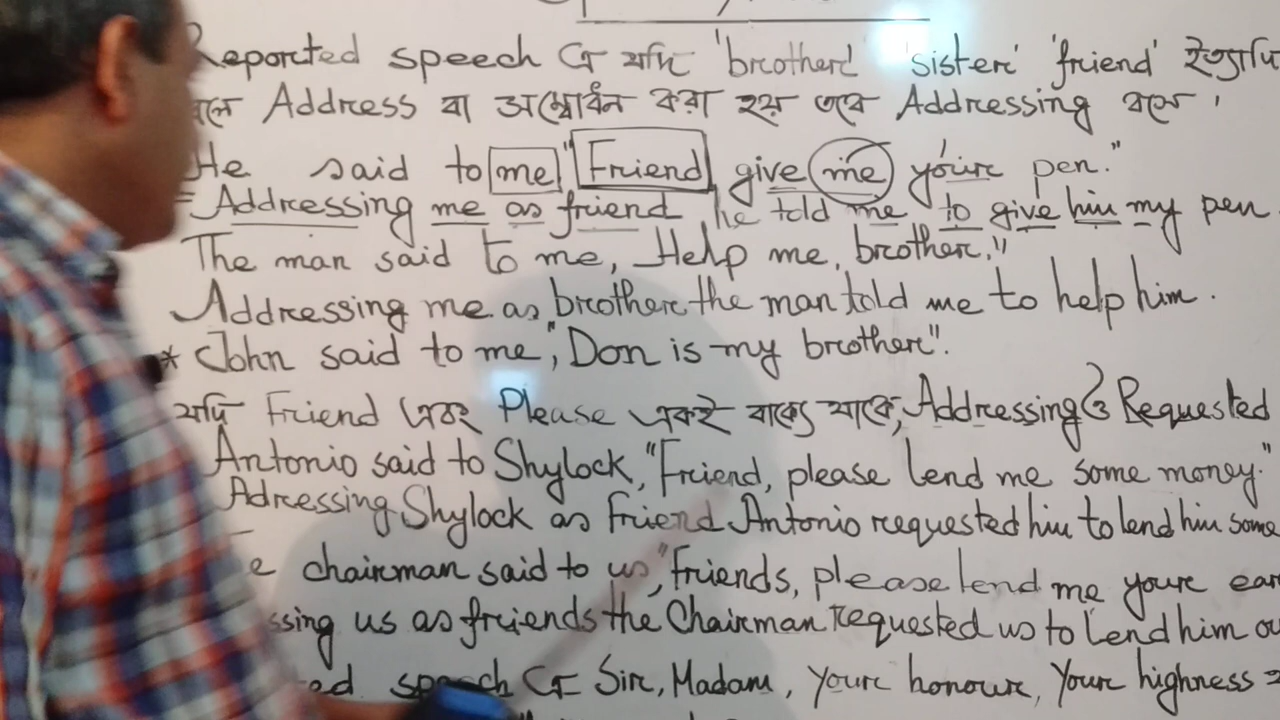 Reported speech এ যদি 'brother' 'sister' 'friend' ইত্যাদি
বলে Address বা সম্বোধন করা হয় তবে Addressing বসে।
He said to me "Friend give me your pen."
= Addressing me as friend he told me to give him my pen
The man said to me, Help me, brother."
Addressing me as brother the man told me to help him.
* John said to me", Don is my brother".
যদি Friend এবং Please একই বাক্যে থাকে, Addressing ও Requested
Antonio said to Shylock, "Friend, please lend me some money."
Adressing Shylock as friend Antonio requested him to lend him some
chairman said to us, "friends, please lend me your
us as friends the Chairman requested us to lend him
speech এ Sir, Madam, Your honour, Your highness =